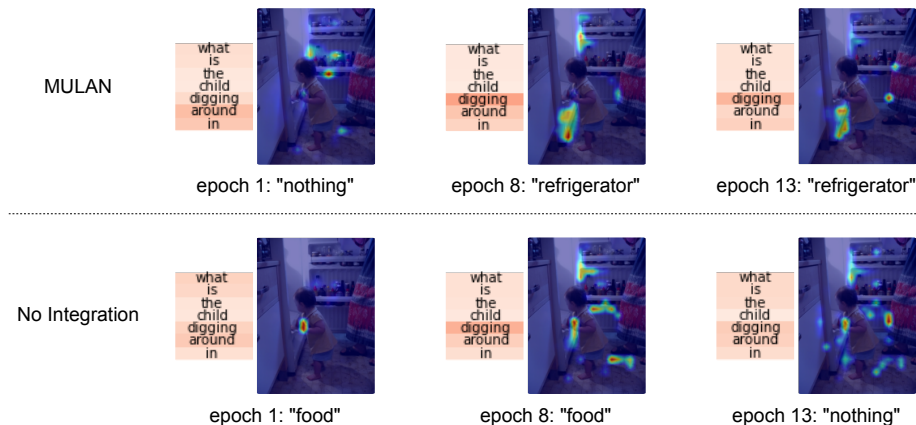 MULAN
what
is
the
child
digging
around
in
epoch 1: "nothing"
what
is
the
child
digging
around
in
epoch 8: "refrigerator"
what
is
the
child
digging
around
in
epoch 13: "refrigerator"
No Integration
what
is
the
child
digging
around
in
epoch 1: "food"
what
is
the
child
digging
around
in
epoch 8: "food"
what
is
the
child
digging
around
in
epoch 13: "nothing"